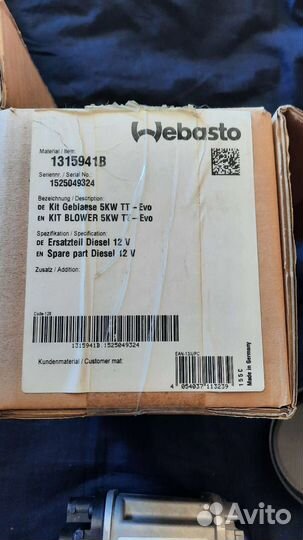 Webasto
Material / Item:
1315941B
Seriennr. / Serial No.
1525049324
Bezeichnung / Description:
DE Kit Geblaese 5KW TT - Evo
EN KIT BLOWER 5KW TT - Evo
Spezifikation / Specification:
DE Ersatzteil Diesel 12 V
EN Spare part Diesel 12 V
Zusatz / Addition:
Code 128
1315941B 1525049324
Kundenmaterial / Customer mat:
EAN-13/UPC
4 054037 113239
155C
Made in Germany
Avito